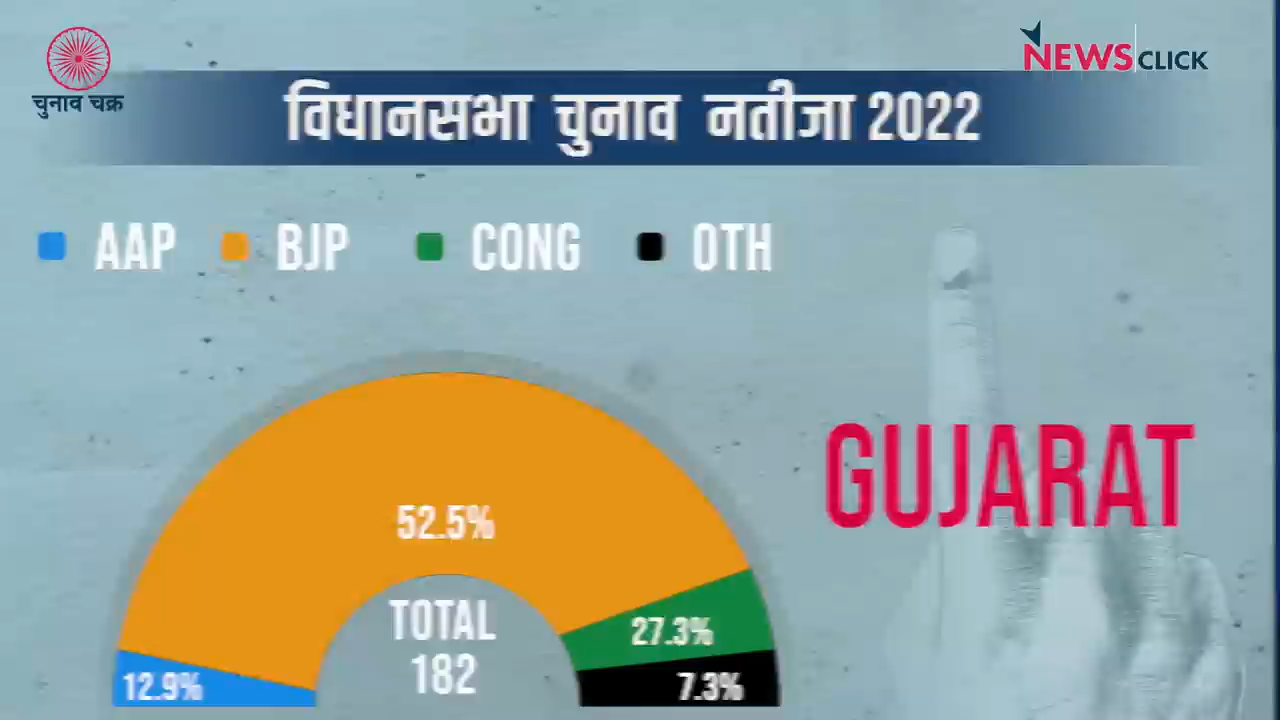 चुनाव चक्र
NEWSCLICK
विधानसभा चुनाव नतीजा 2022
AAP BJP CONG OTH
GUJARAT
52.5%
TOTAL
182
27.3%
12.9%
7.3%